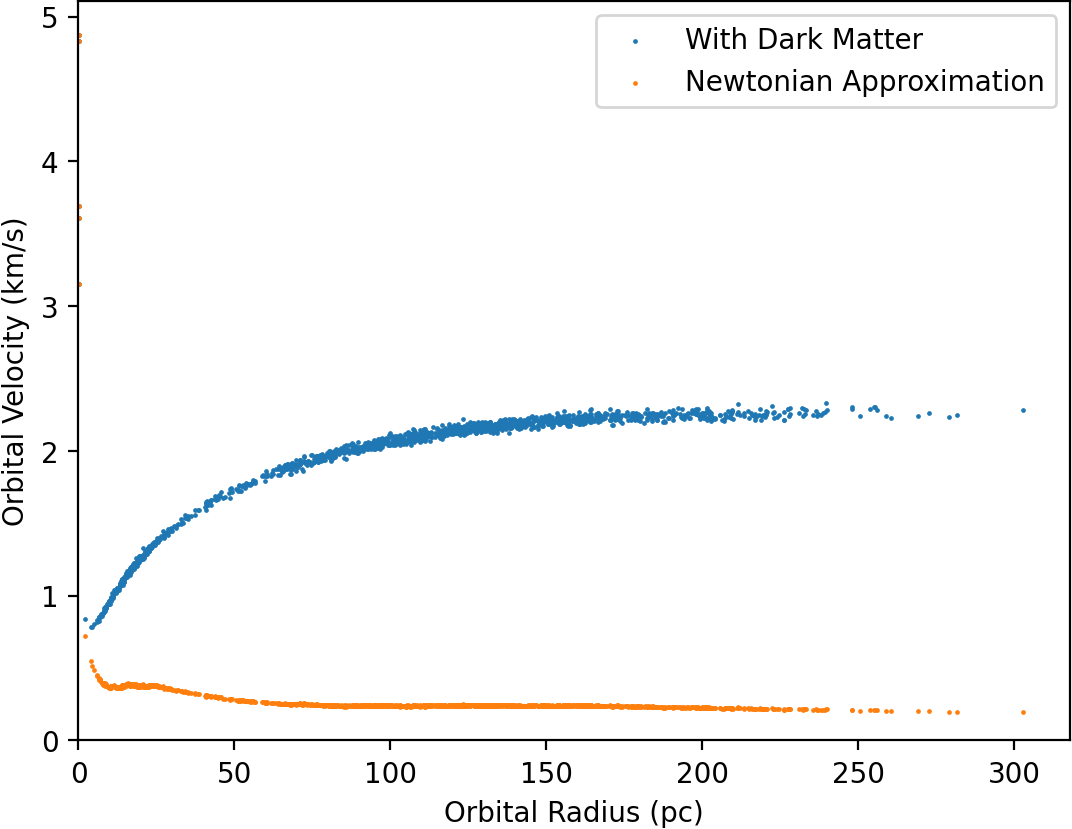 With Dark Matter
Newtonian Approximation
5
4
3
2
1
0
Orbital Velocity (km/s)
0 50 100 150 200 250 300
Orbital Radius (pc)